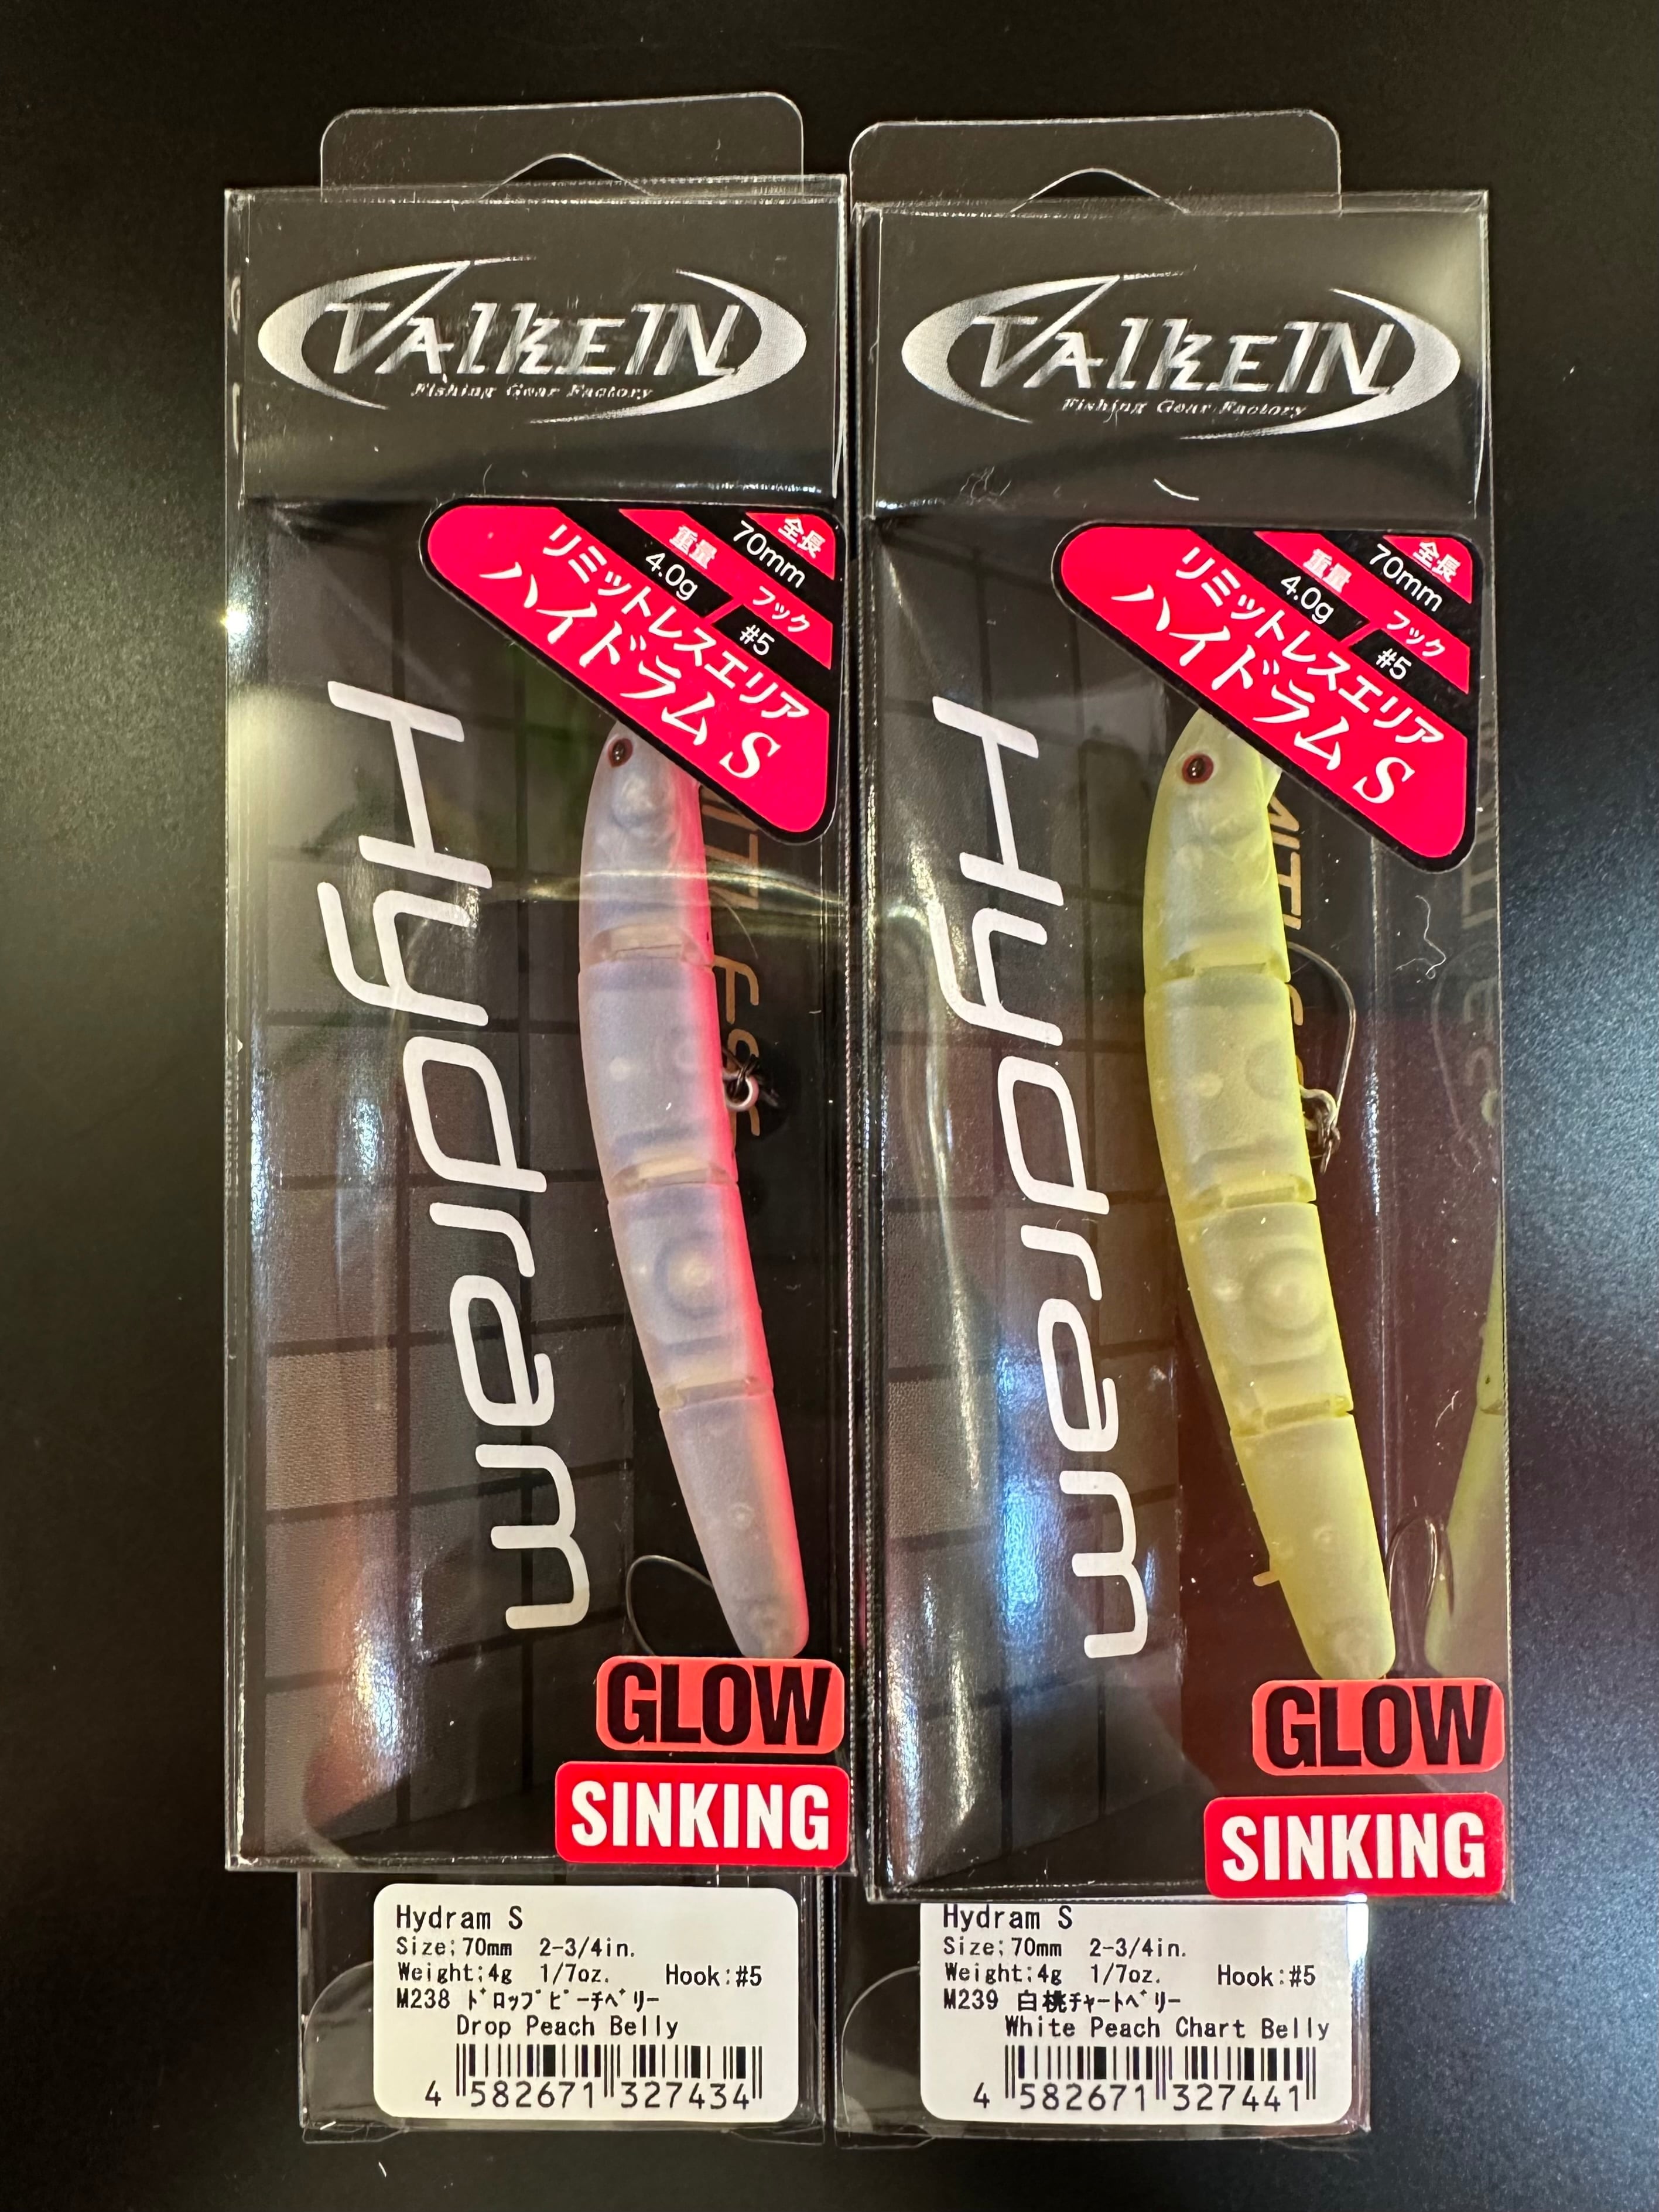 ValkeIN
Fishing Gear Factory
全長
70mm
重量
4.0g
フック
#5
リミットレスエリア
ハイドラム S
Hydram
GLOW
SINKING
Hydram S
Size:70mm 2-3/4in.
Weight:4g 1/7oz. Hook:#5
M238 ドロップピーチベリー
Drop Peach Belly
4 582671 327434
ValkeIN
Fishing Gear Factory
全長
70mm
重量
4.0g
フック
#5
リミットレスエリア
ハイドラム S
Hydram
GLOW
SINKING
Hydram S
Size:70mm 2-3/4in.
Weight:4g 1/7oz. Hook:#5
M239 白桃チャートベリー
White Peach Chart Belly
4 582671 327441